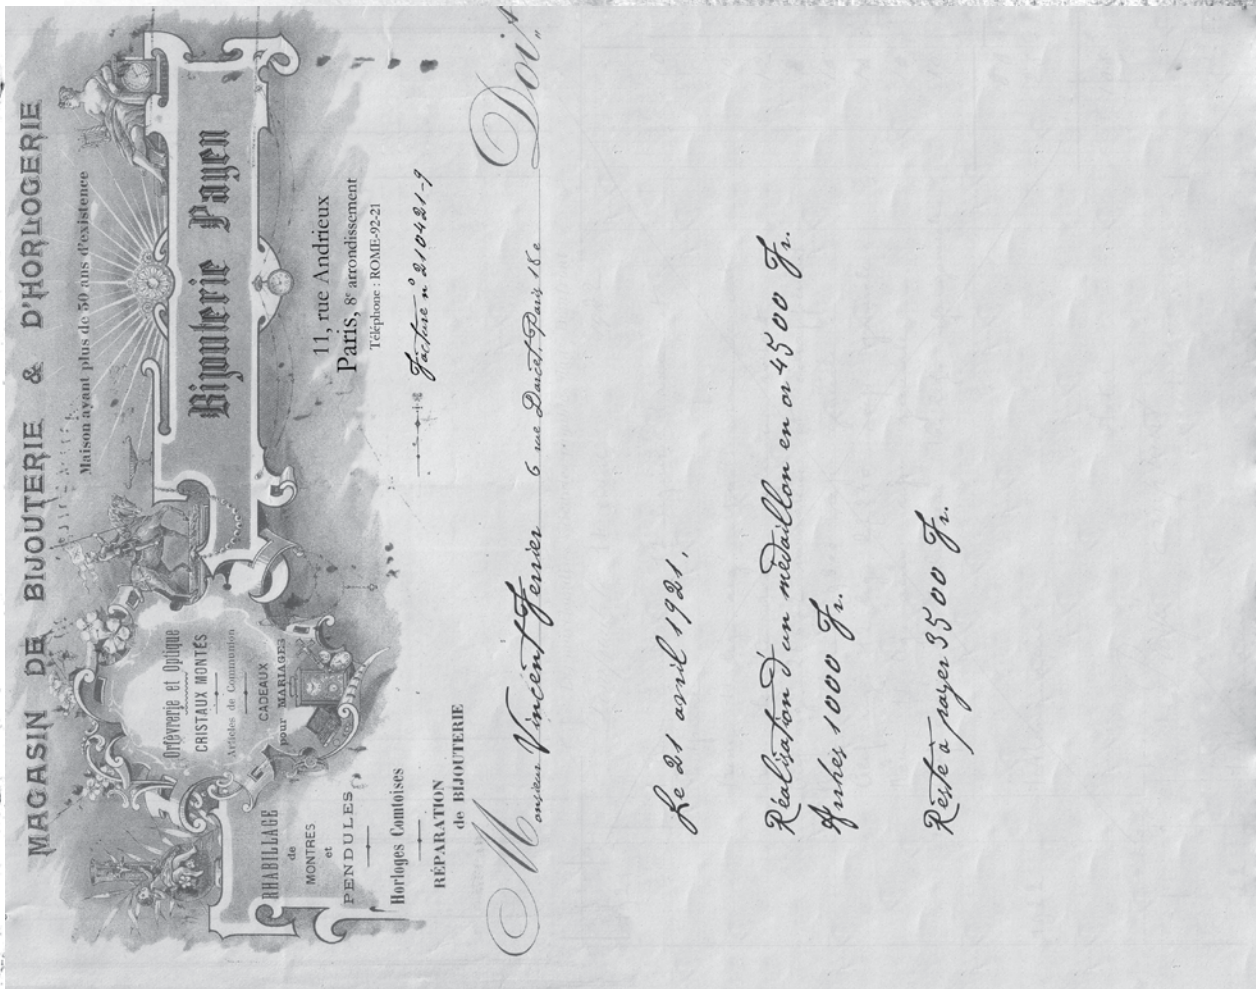 MAGASIN DE BIJOUTERIE & D'HORLOGERIE
Maison ayant plus de 50 ans d'existence
Bijouterie Payen
Orfèvrerie et Optique
CRISTAUX MONTÉS
Articles de Communion
CADEAUX
pour MARIAGES
RHABILLAGE
de
MONTRES
et
PENDULES
Horloges Comtoises
RÉPARATION
de BIJOUTERIE
11, rue Andrieux
Paris, 8e arrondissement
Téléphone : ROME-92-21
Facture n° 210421-9
Monsieur Vincent Ferrier 6 rue Darcet. Paris 18e Doit
Le 21 avril 1921,
Réalisation d'un médaillon en or 4500 Fr.
Arrhes 1000 Fr.
Reste à payer 3500 Fr.